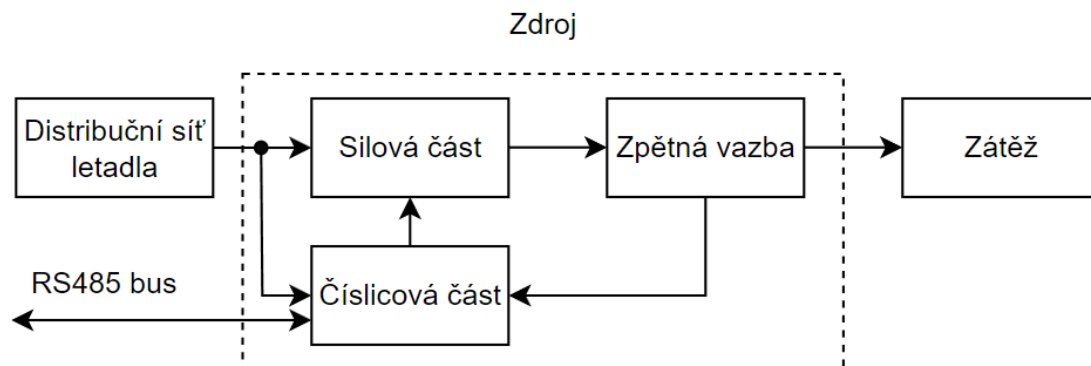 Zdroj
Distribuční síť
letadla
Silová část
Zpětná vazba
Zátěž
RS485 bus
Číslicová část